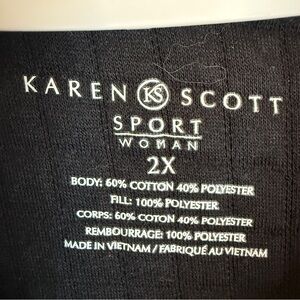 KAREN KS SCOTT
SPORT
WOMAN
2X
BODY: 60% COTTON 40% POLYESTER
FILL: 100% POLYESTER
CORPS: 60% COTON 40% POLYESTER
REMBOURRAGE: 100% POLYESTER
MADE IN VIETNAM / FABRIQUÉ AU VIETNAM